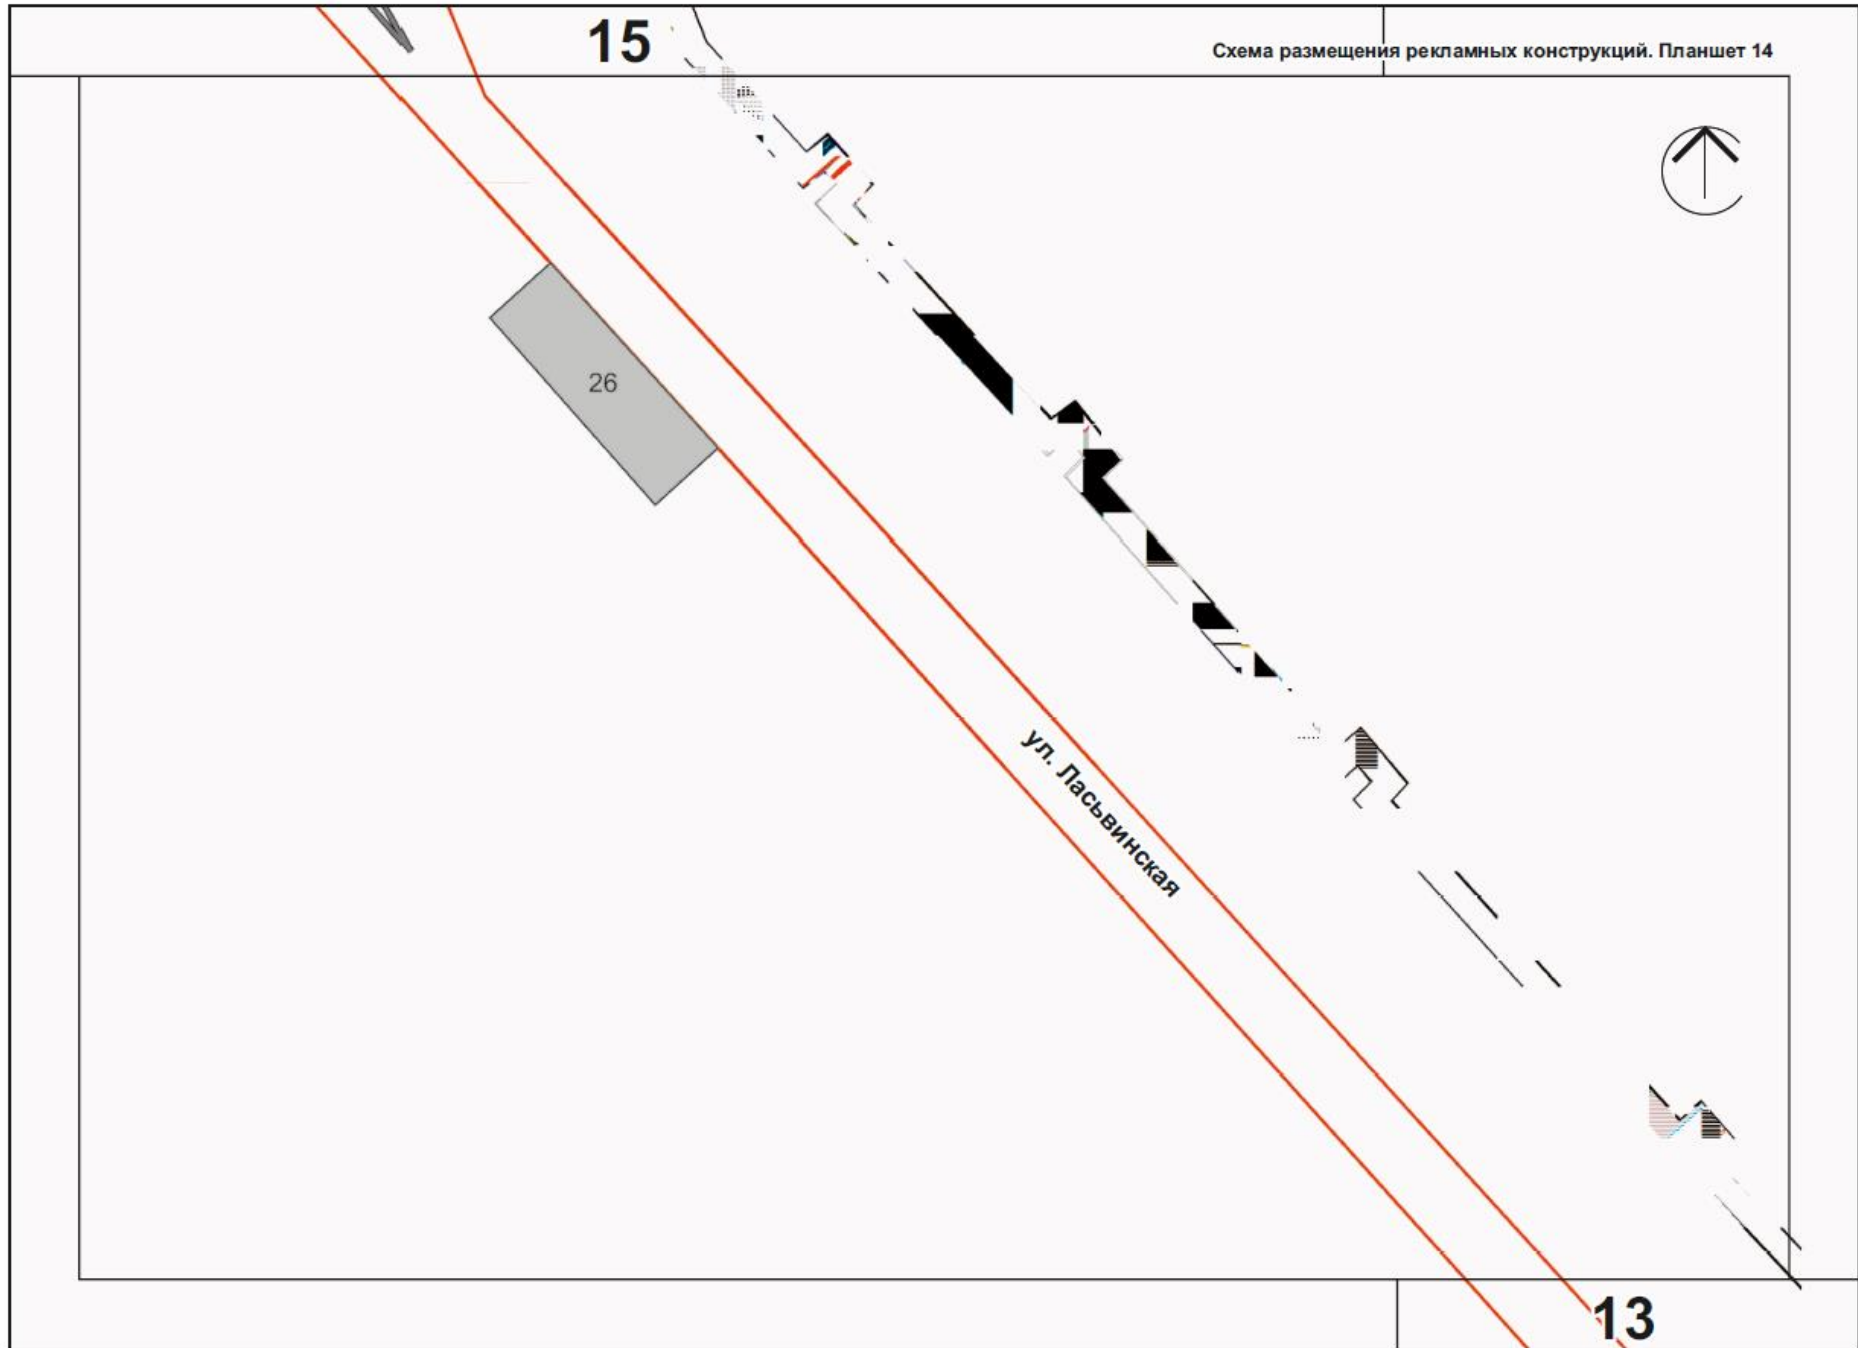 15
Схема размещения рекламных конструкций. Планшет 14
26
ул. Ласьвинская
13